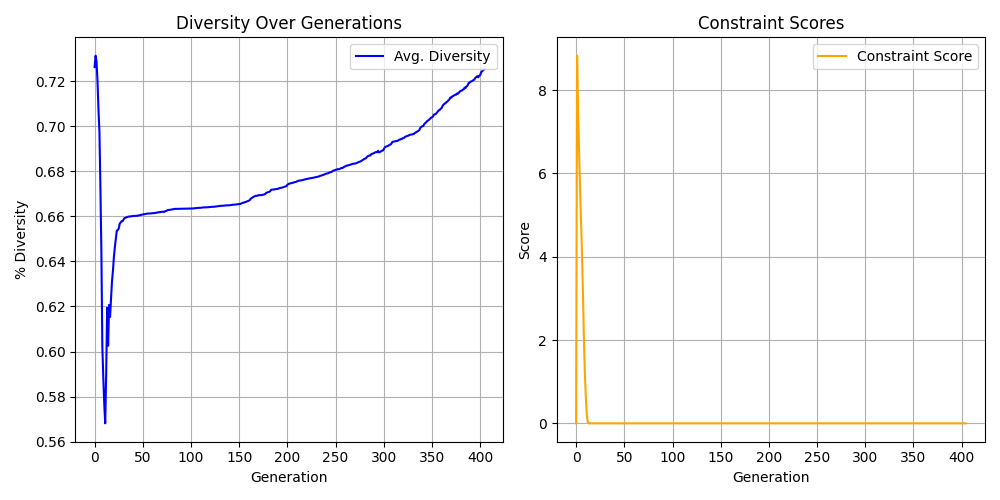 Diversity Over Generations
Avg. Diversity
% Diversity
0.72
0.70
0.68
0.66
0.64
0.62
0.60
0.58
0.56
0 50 100 150 200 250 300 350 400
Generation
Constraint Scores
Constraint Score
Score
8
6
4
2
0
0 50 100 150 200 250 300 350 400
Generation